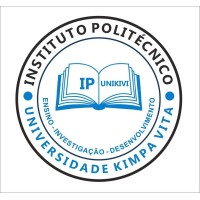 INSTITUTO POLITÉCNICO
IP UNIKIVI
ENSINO - INVESTIGAÇÃO - DESENVOLVIMENTO
UNIVERSIDADE KIMPA VITA